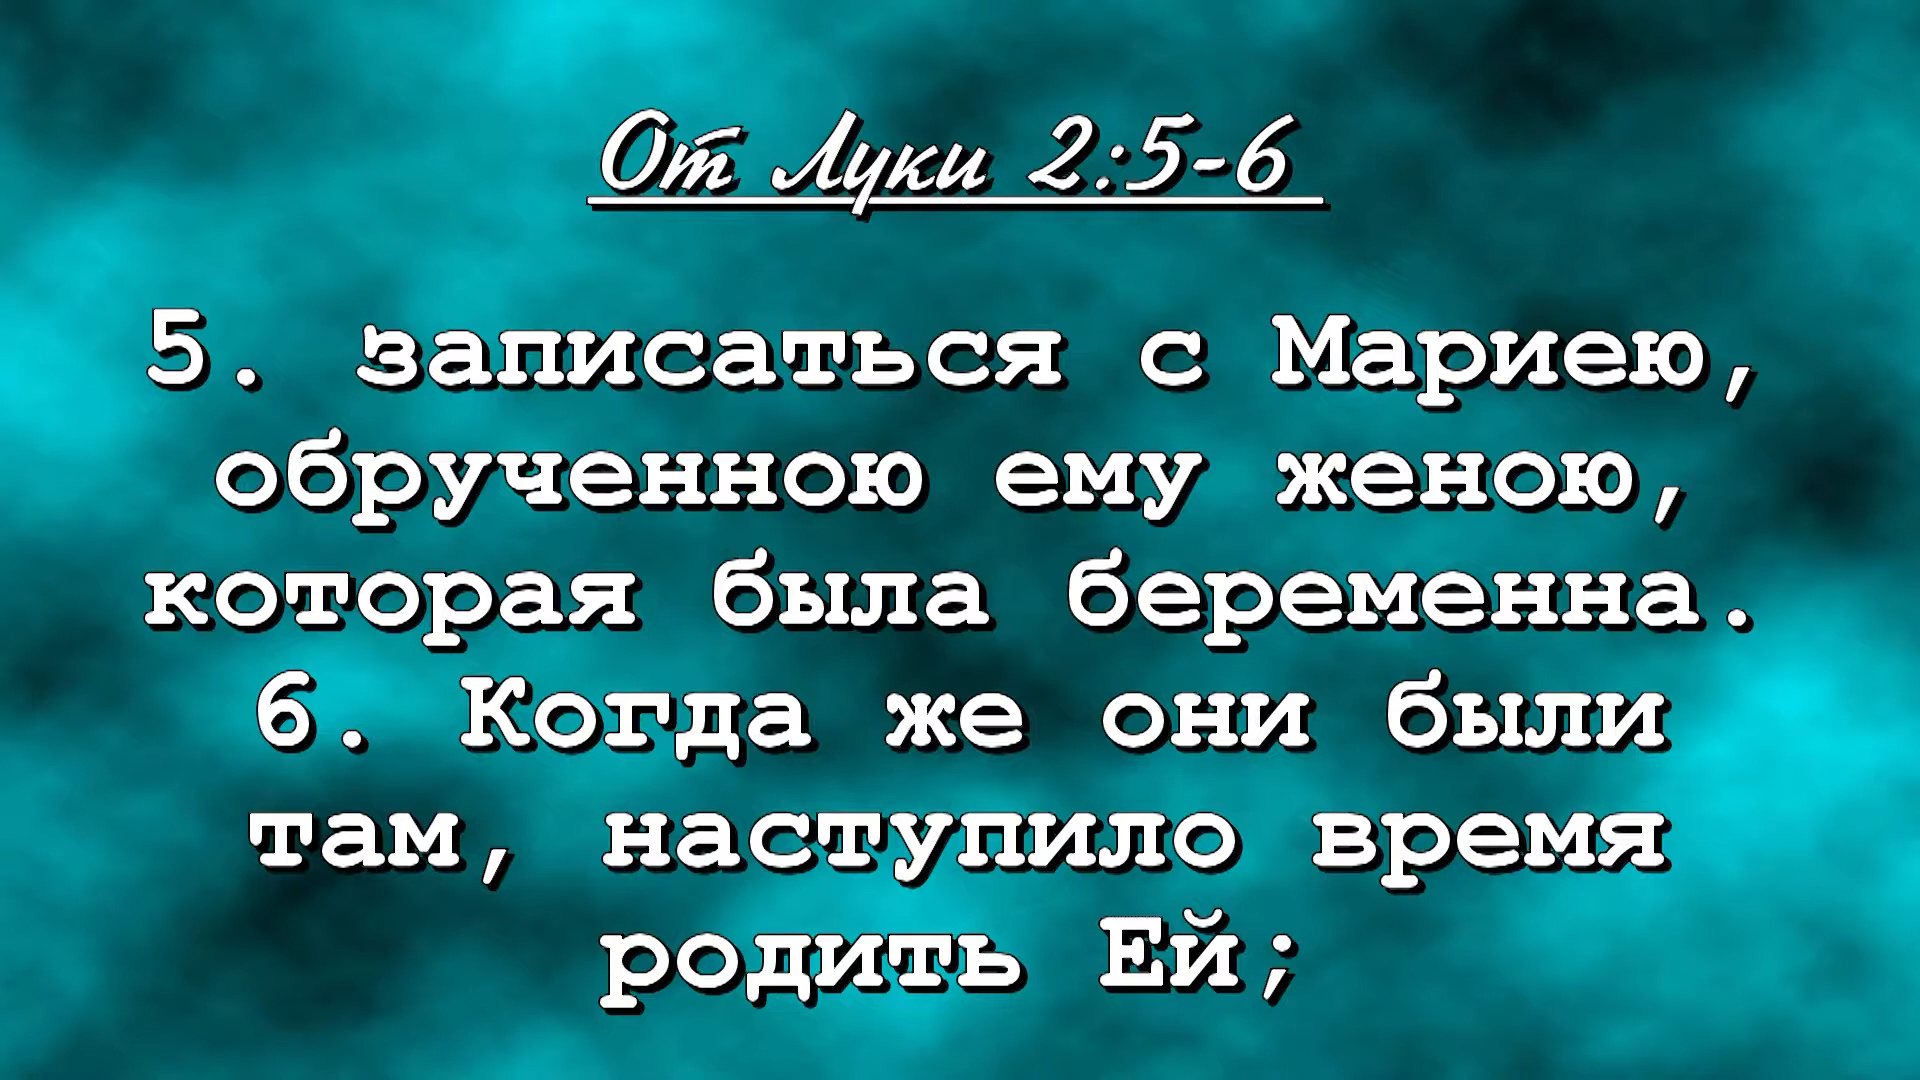 От Луки 2:5-6
5. записаться с Мариею,
обрученною ему женою,
которая была беременна.
6. Когда же они были
там, наступило время
родить Ей;